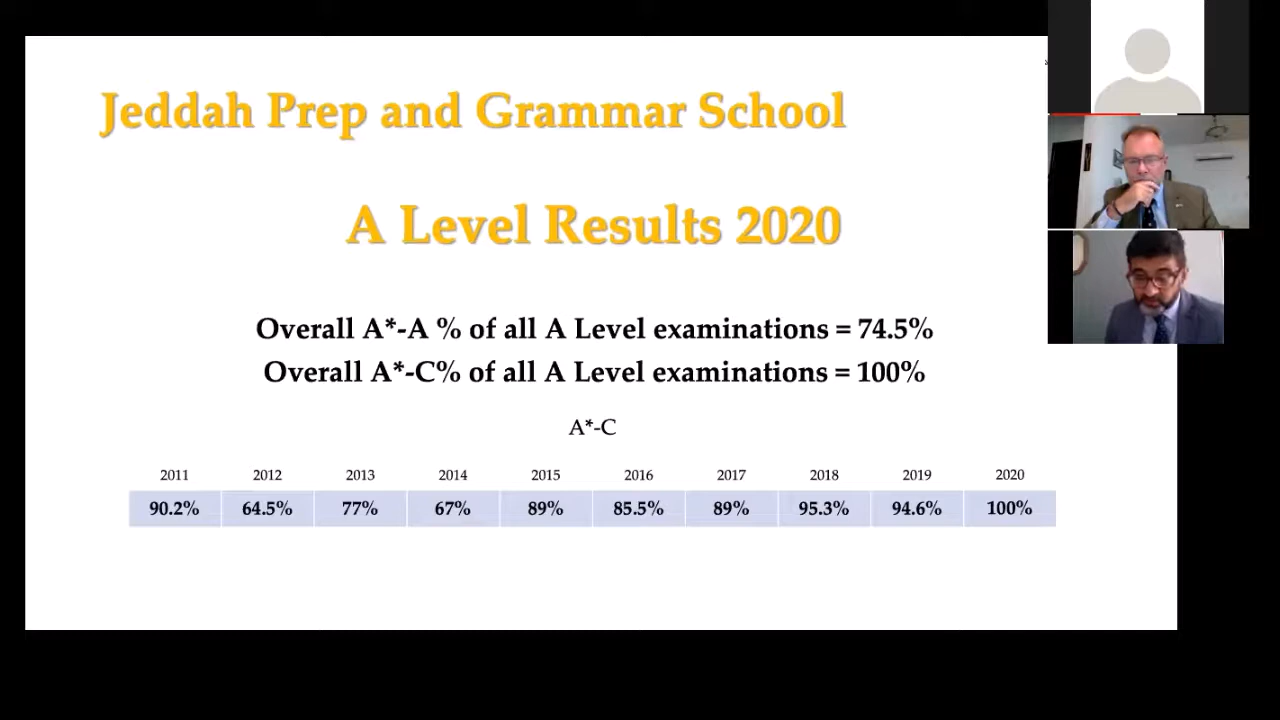 Jeddah Prep and Grammar School
A Level Results 2020
Overall A*-A % of all A Level examinations = 74.5%
Overall A*-C% of all A Level examinations = 100%
A*-C
2011 2012 2013 2014 2015 2016 2017 2018 2019 2020
90.2% 64.5% 77% 67% 89% 85.5% 89% 95.3% 94.6% 100%